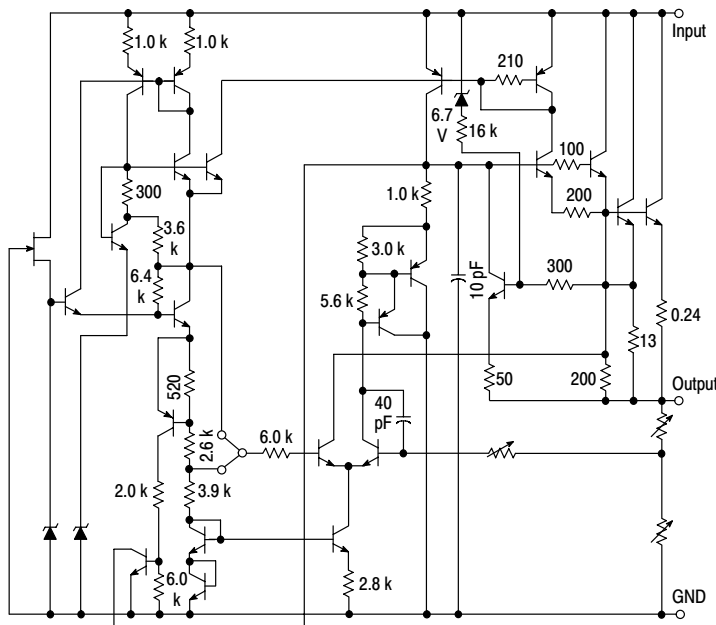 Input
1.0 k
1.0 k
210
6.7
V
16 k
100
300
1.0 k
200
3.6
k
3.0 k
10 pF
300
6.4
k
5.6 k
0.24
13
520
50
200
Output
40
pF
2.6 k
6.0 k
2.0 k
3.9 k
6.0
k
2.8 k
GND